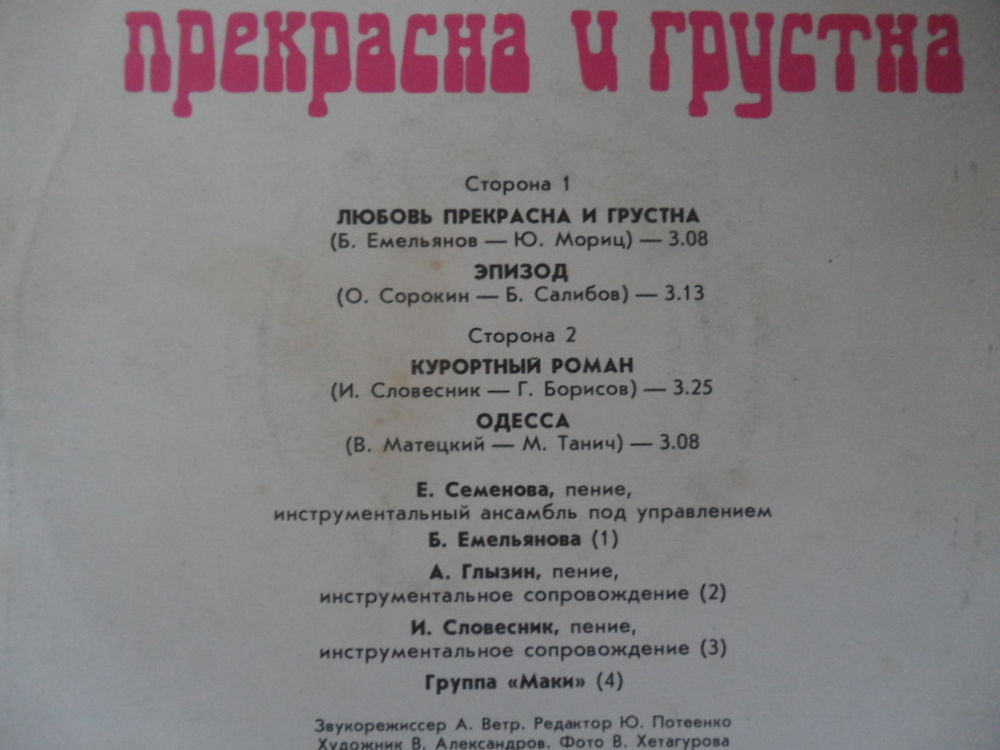 прекрасна и грустна
Сторона 1
ЛЮБОВЬ ПРЕКРАСНА И ГРУСТНА
(Б. Емельянов — Ю. Мориц) — 3.08
ЭПИЗОД
(О. Сорокин — Б. Салибов) — 3.13
Сторона 2
КУРОРТНЫЙ РОМАН
(И. Словесник — Г. Борисов) — 3.25
ОДЕССА
(В. Матецкий — М. Танич) — 3.08
Е. Семенова, пение,
инструментальный ансамбль под управлением
Б. Емельянова (1)
А. Глызин, пение,
инструментальное сопровождение (2)
И. Словесник, пение,
инструментальное сопровождение (3)
Группа «Маки» (4)
Звукорежиссер А. Ветр. Редактор Ю. Потеенко
Художник В. Александров. Фото В. Хетагурова